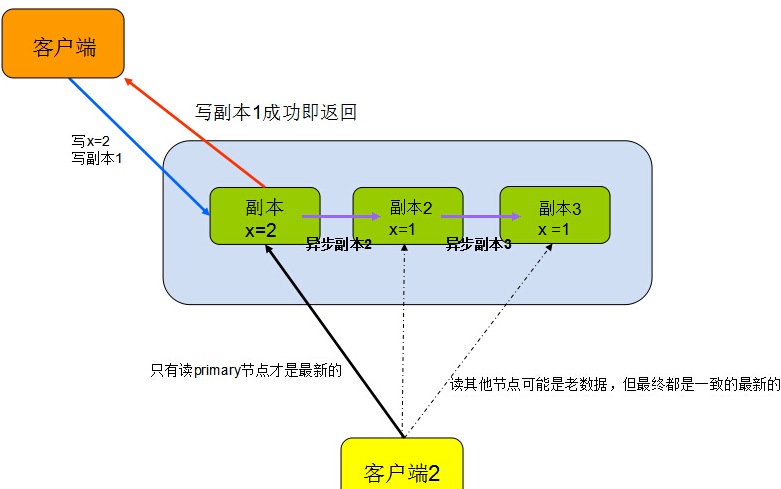 客户端
写副本1成功即返回
写x=2
写副本1
副本
x=2
副本2
x=1
副本3
x =1
异步副本2
异步副本3
只有读primary节点才是最新的
读其他节点可能是老数据，但最终都是一致的最新的
客户端2